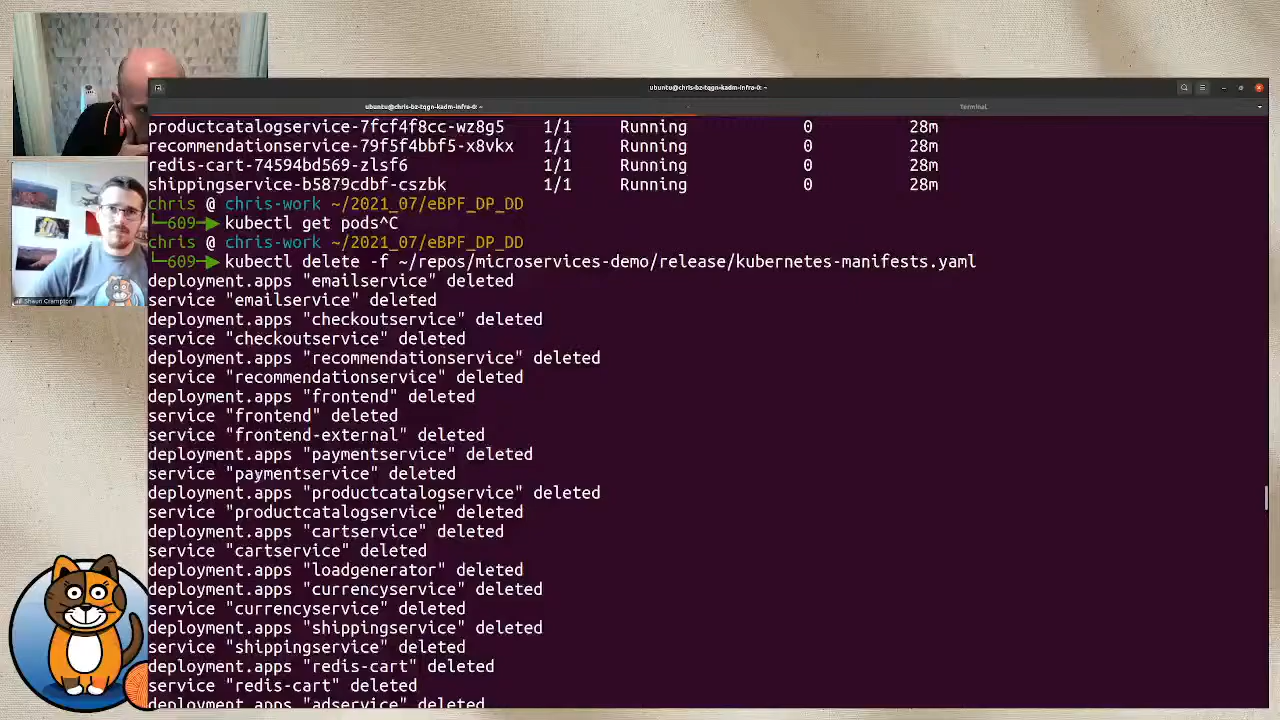 ubuntu@chris-bz-tqgn-kadm-infra-0: ~
ubuntu@chris-bz-tqgn-kadm-infra-0: ~
Terminal
productcatalogservice-7fcf4f8cc-wz8g5 1/1 Running 0 28m
recommendationservice-79f5f4bbf5-x8vkx 1/1 Running 0 28m
redis-cart-74594bd569-zlsf6 1/1 Running 0 28m
shippingservice-b5879cdbf-cszbk 1/1 Running 0 28m
chris @ chris-work ~/2021_07/eBPF_DP_DD
609 kubectl get pods^C
chris @ chris-work ~/2021_07/eBPF_DP_DD
609 kubectl delete -f ~/repos/microservices-demo/release/kubernetes-manifests.yaml
deployment.apps "emailservice" deleted
service "emailservice" deleted
deployment.apps "checkoutservice" deleted
service "checkoutservice" deleted
deployment.apps "recommendationservice" deleted
service "recommendationservice" deleted
deployment.apps "frontend" deleted
service "frontend" deleted
service "frontend-external" deleted
deployment.apps "paymentservice" deleted
service "paymentservice" deleted
deployment.apps "productcatalogservice" deleted
service "productcatalogservice" deleted
deployment.apps "cartservice" deleted
service "cartservice" deleted
deployment.apps "loadgenerator" deleted
deployment.apps "currencyservice" deleted
service "currencyservice" deleted
deployment.apps "shippingservice" deleted
service "shippingservice" deleted
deployment.apps "redis-cart" deleted
service "redis-cart" deleted
deployment.apps "adservice" deleted
Shaun Crampton